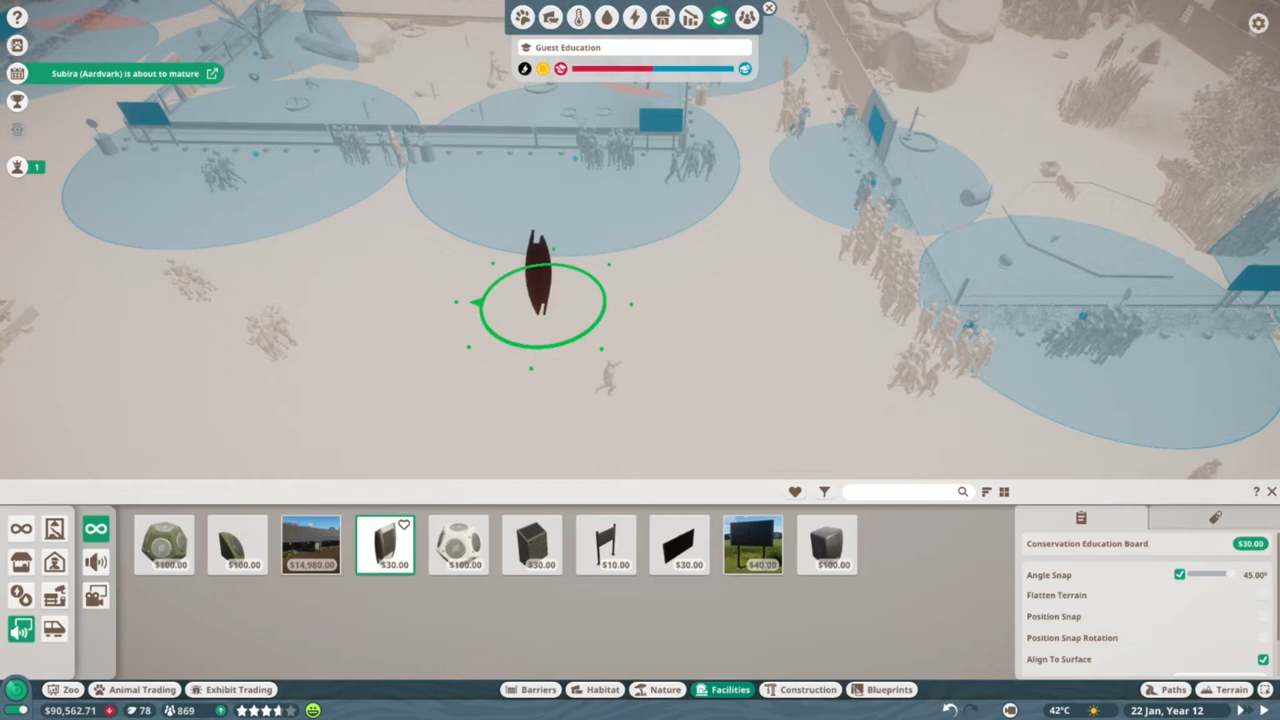 ?
Guest Education
Subira (Aardvark) is about to mature
1
$100.00
$100.00
$14,980.00
$30.00
$100.00
$30.00
$10.00
$30.00
$40.00
$100.00
?
Conservation Education Board
$30.00
Angle Snap
45.00°
Flatten Terrain
Position Snap
Position Snap Rotation
Align To Surface
Zoo
Animal Trading
Exhibit Trading
Barriers
Habitat
Nature
Facilities
Construction
Blueprints
Paths
Terrain
$90,562.71
78
869
42°C
22 Jan, Year 12